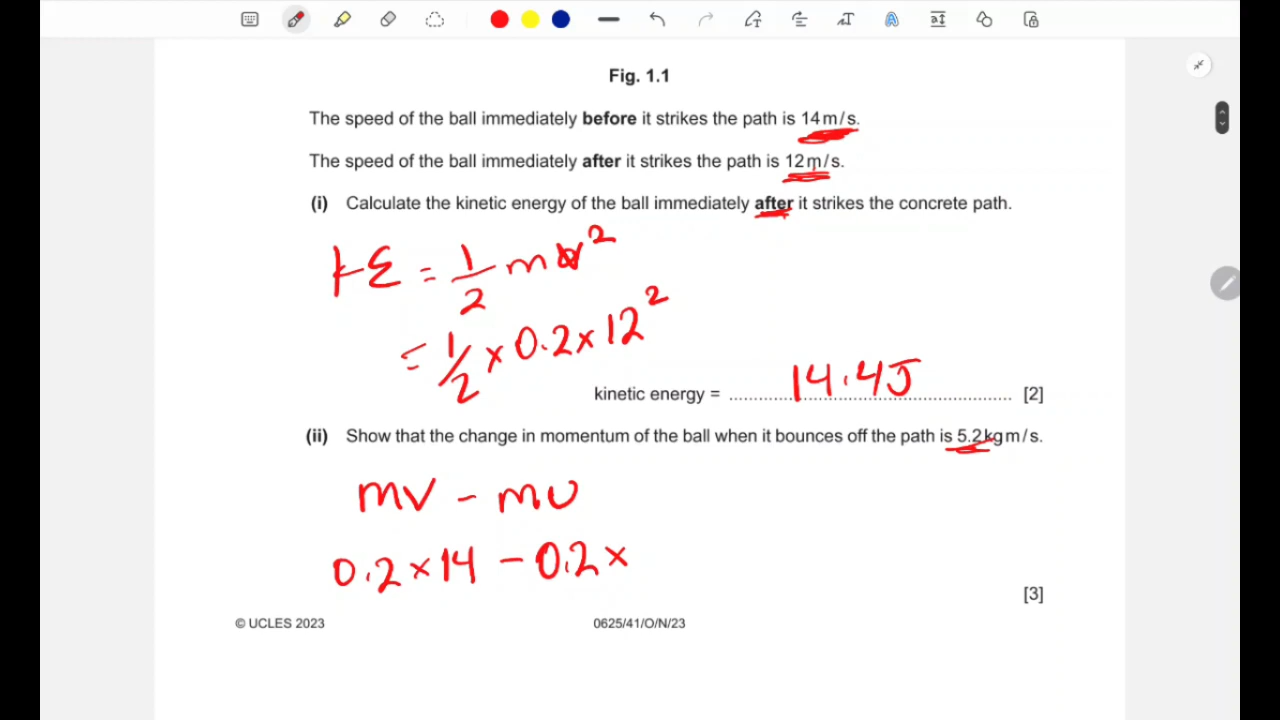 Fig. 1.1
The speed of the ball immediately before it strikes the path is 14 m / s.
The speed of the ball immediately after it strikes the path is 12 m / s.
(i) Calculate the kinetic energy of the ball immediately after it strikes the concrete path.
KE = 1/2 mv²
= 1/2 × 0.2 × 12²
kinetic energy = .......... 14.4J .......... [2]
(ii) Show that the change in momentum of the ball when it bounces off the path is 5.2 kg m / s.
mv - mu
0.2 × 14 - 0.2 ×
[3]
© UCLES 2023 0625/41/O/N/23